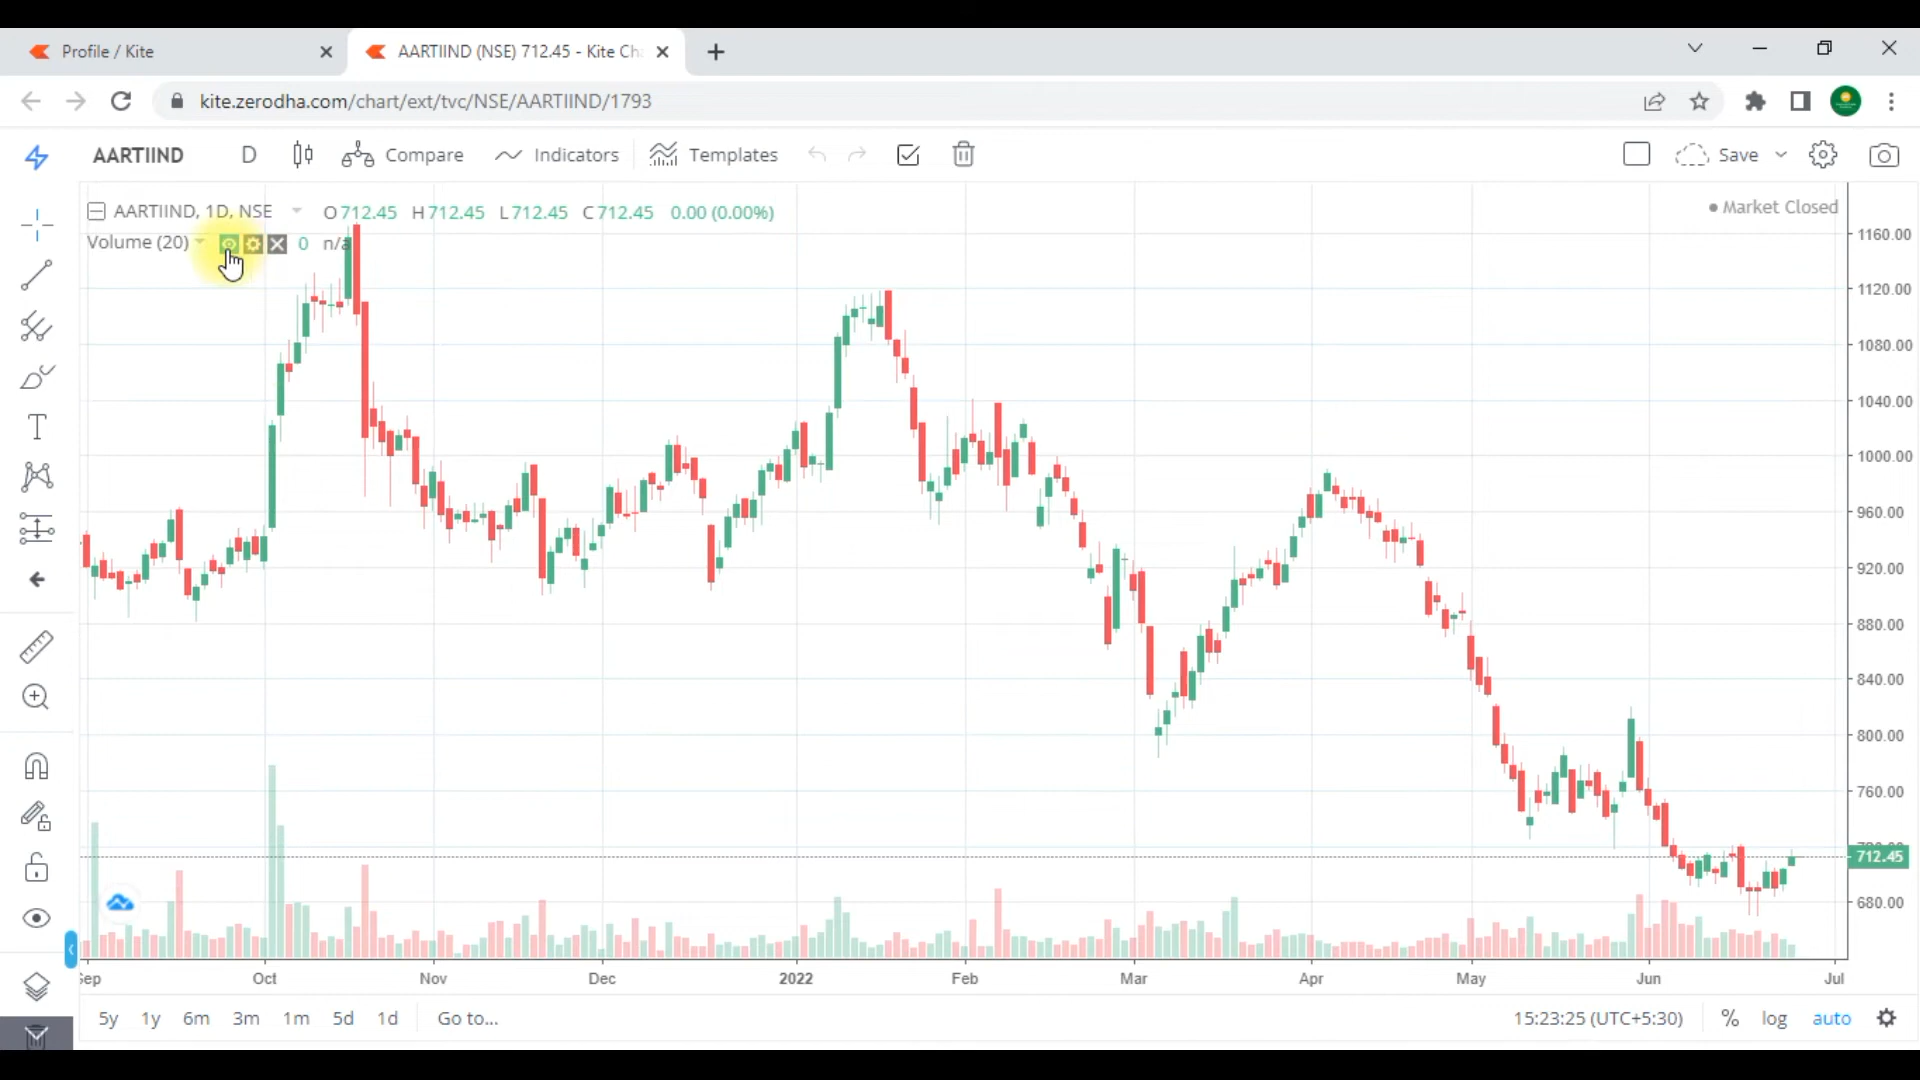 Profile / Kite
AARTIIND (NSE) 712.45 - Kite Ch
kite.zerodha.com/chart/ext/tvc/NSE/AARTIIND/1793
AARTIIND D Compare Indicators Templates Save
AARTIIND, 1D, NSE O712.45 H712.45 L712.45 C712.45 0.00 (0.00%)
Market Closed
Volume (20) 0 n/a
1160.00
1120.00
1080.00
1040.00
1000.00
960.00
920.00
880.00
840.00
800.00
760.00
712.45
680.00
Sep Oct Nov Dec 2022 Feb Mar Apr May Jun Jul
5y 1y 6m 3m 1m 5d 1d Go to... 15:23:25 (UTC+5:30) % log auto